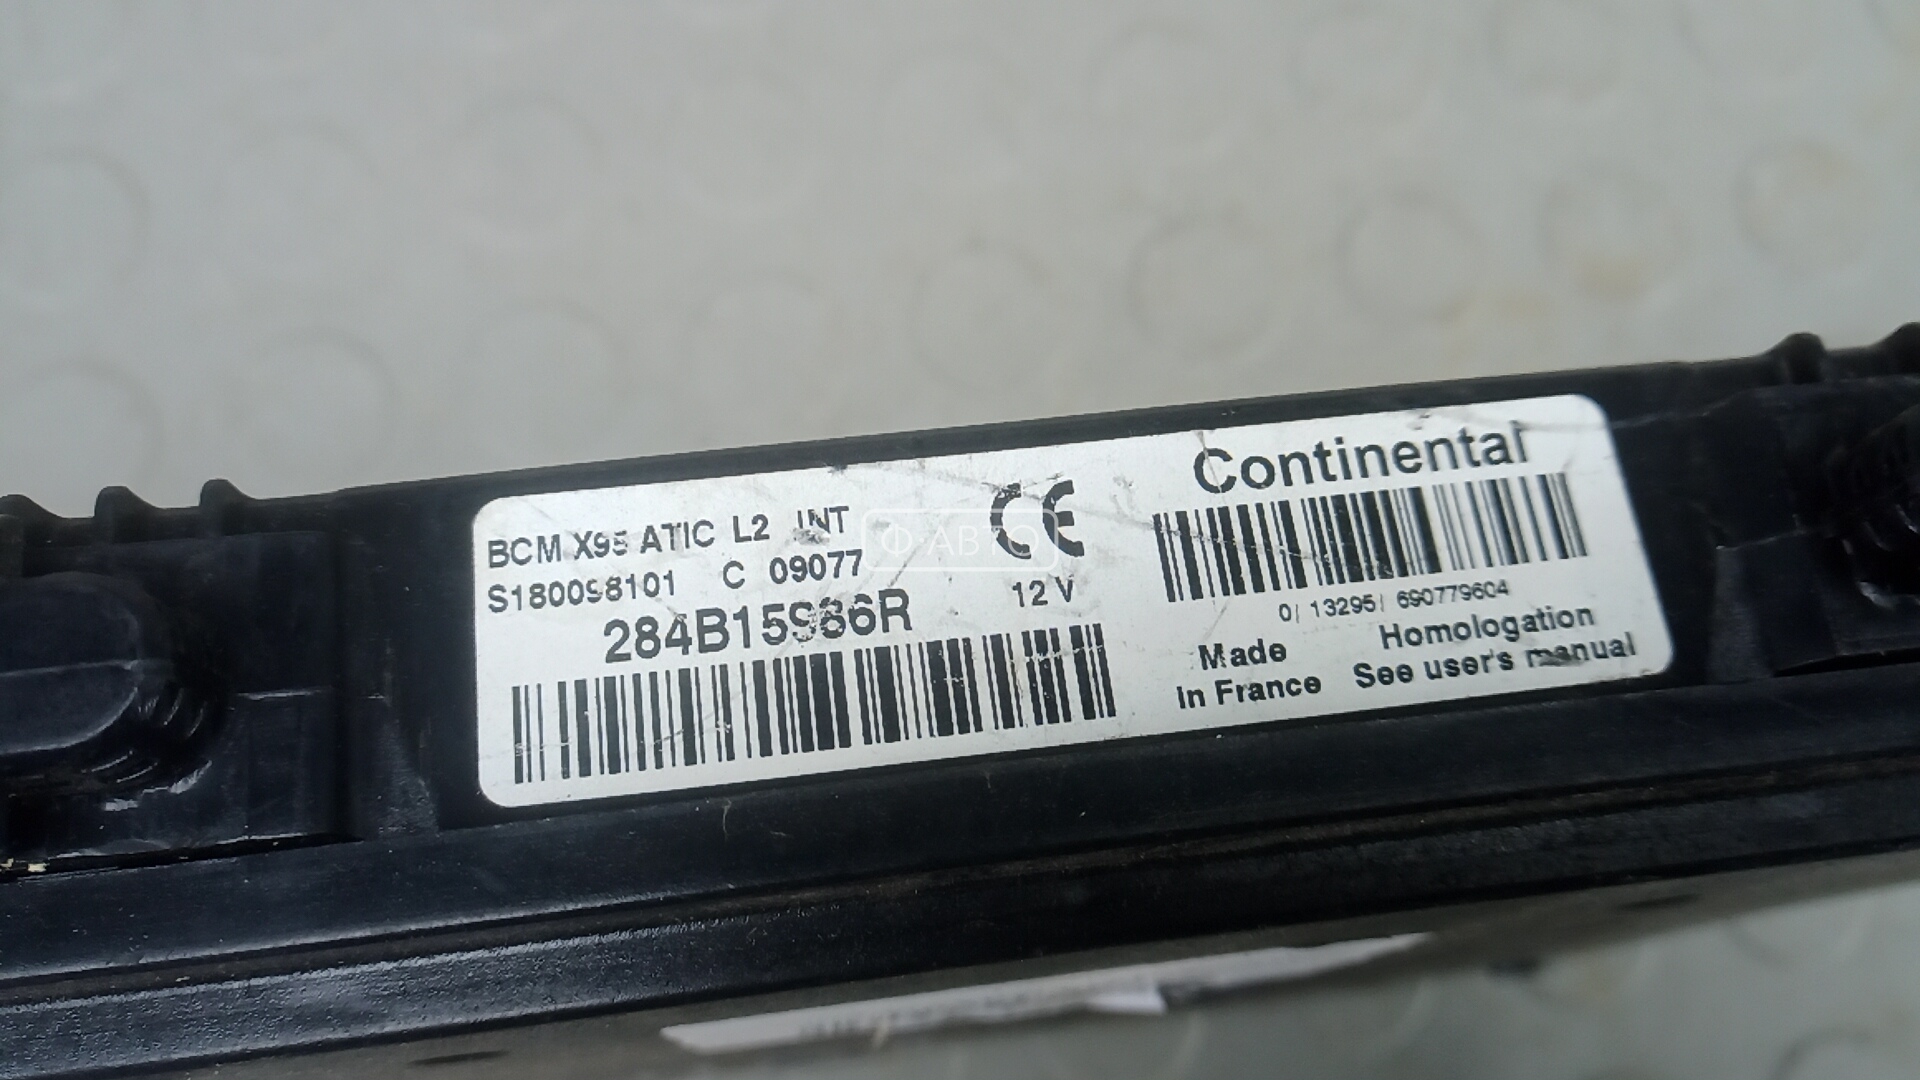 BCM X95 ATIC L2 INT
S180098101 C 09077
284B15986R
CE
12 V
Continental
0| 13295| 690779604
Made
in France
Homologation
See user's manual
Ф-АВТО